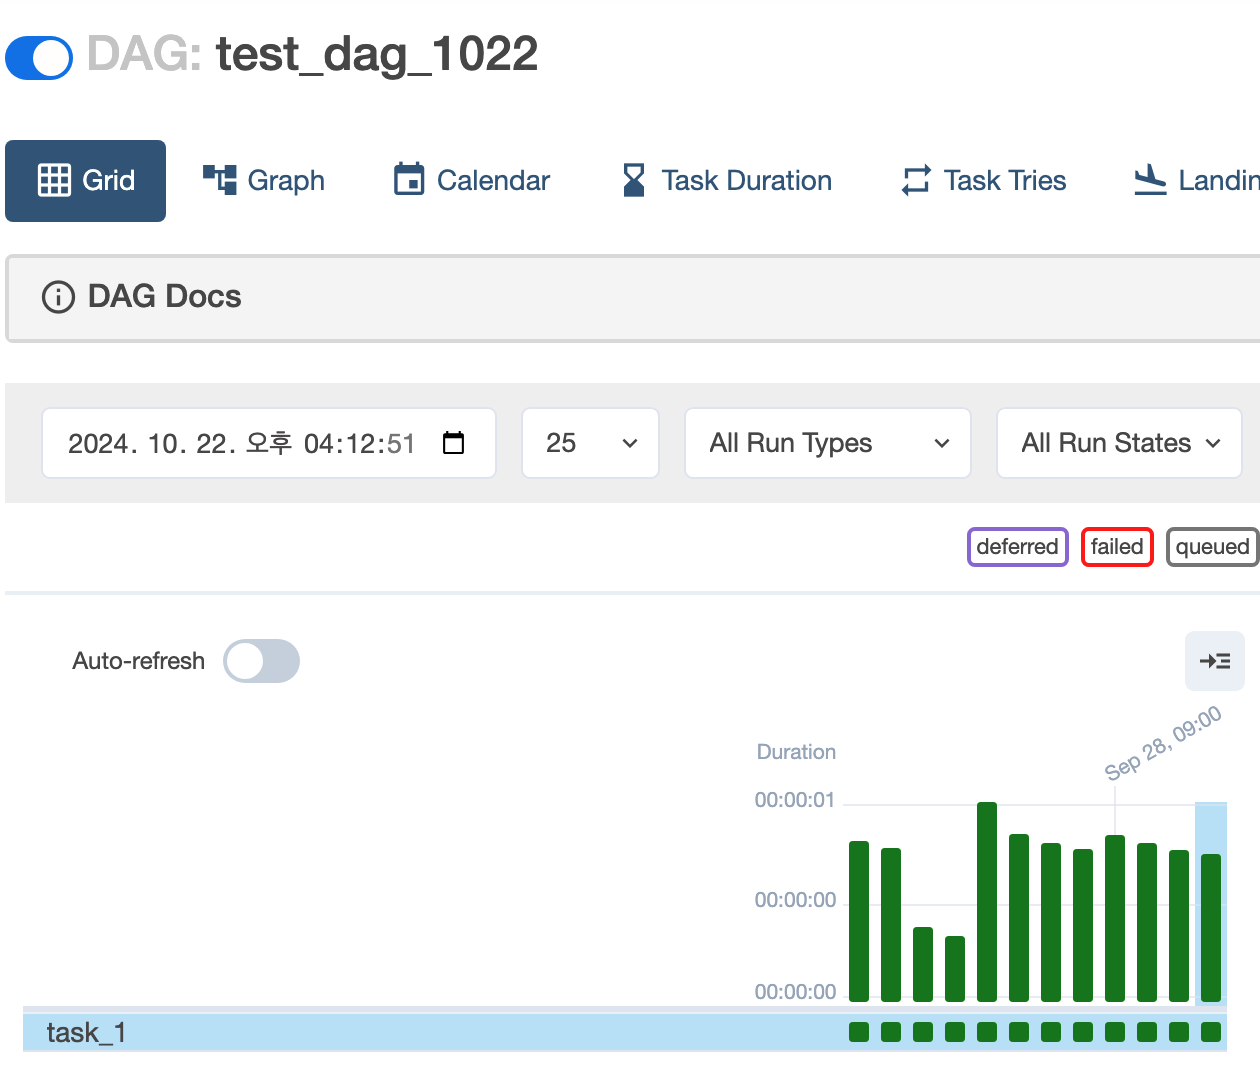 DAG: test_dag_1022
Grid Graph Calendar Task Duration Task Tries Landin
DAG Docs
2024. 10. 22. 오후 04:12:51 25 All Run Types All Run States
deferred failed queued
Auto-refresh
Sep 28, 09:00
Duration
00:00:01
00:00:00
00:00:00
task_1